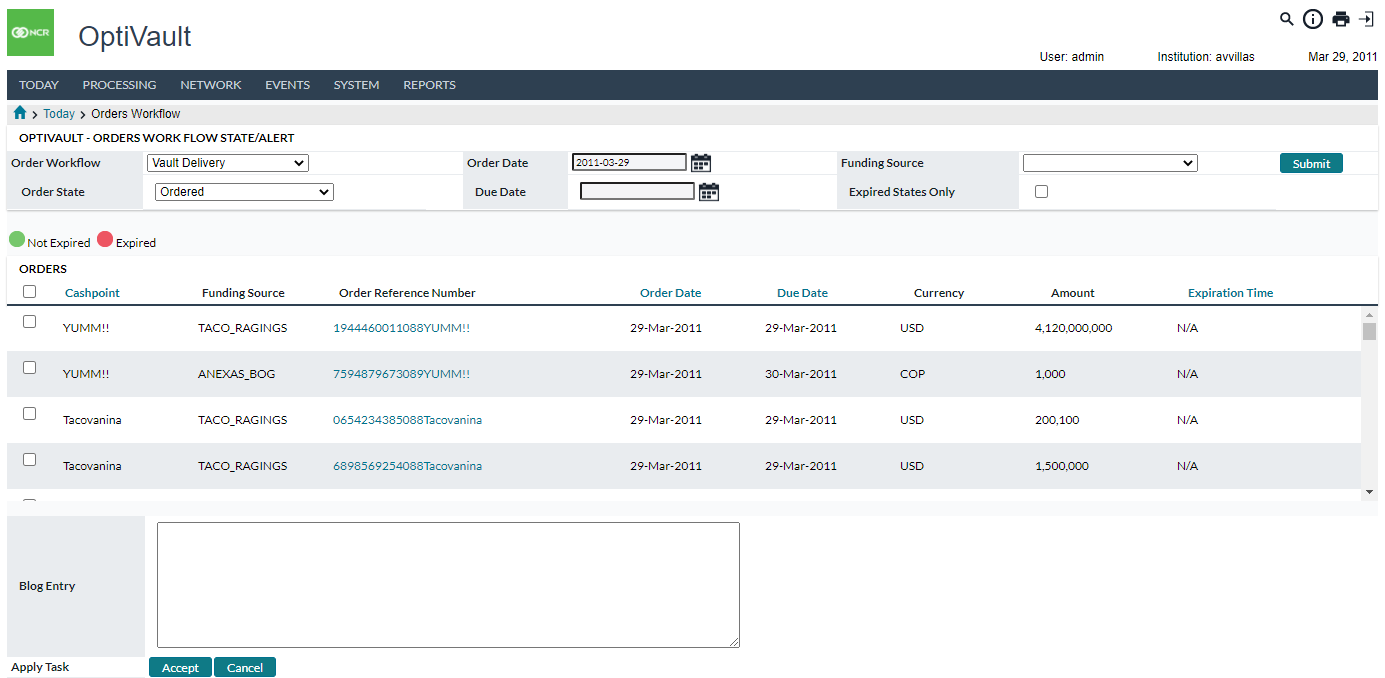 NCR
OptiVault
User: admin Institution: avvillas Mar 29, 2011
TODAY PROCESSING NETWORK EVENTS SYSTEM REPORTS
Today Orders Workflow
OPTIVAULT - ORDERS WORK FLOW STATE/ALERT
Order Workflow Vault Delivery Order Date 2011-03-29 Funding Source Submit
Order State Ordered Due Date Expired States Only
Not Expired Expired
ORDERS
Cashpoint Funding Source Order Reference Number Order Date Due Date Currency Amount Expiration Time
YUMM!! TACO_RAGINGS 1944460011088YUMM!! 29-Mar-2011 29-Mar-2011 USD 4,120,000,000 N/A
YUMM!! ANEXAS_BOG 7594879673089YUMM!! 29-Mar-2011 30-Mar-2011 COP 1,000 N/A
Tacovanina TACO_RAGINGS 0654234385088Tacovanina 29-Mar-2011 29-Mar-2011 USD 200,100 N/A
Tacovanina TACO_RAGINGS 6898569254088Tacovanina 29-Mar-2011 29-Mar-2011 USD 1,500,000 N/A
Blog Entry
Apply Task Accept Cancel